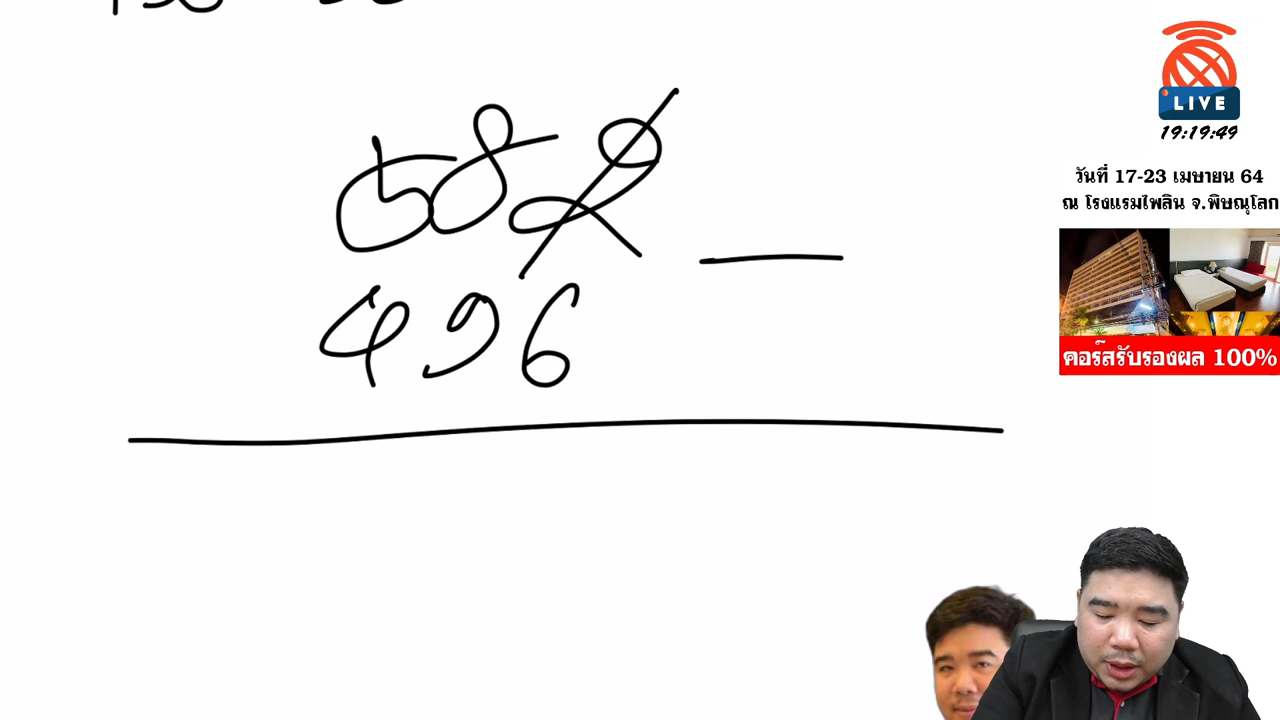 LIVE
19:19:49
วันที่ 17-23 เมษายน 64
ณ โรงแรมไพลิน จ.พิษณุโลก
คอร๊สรับรองผล 100%
582
496